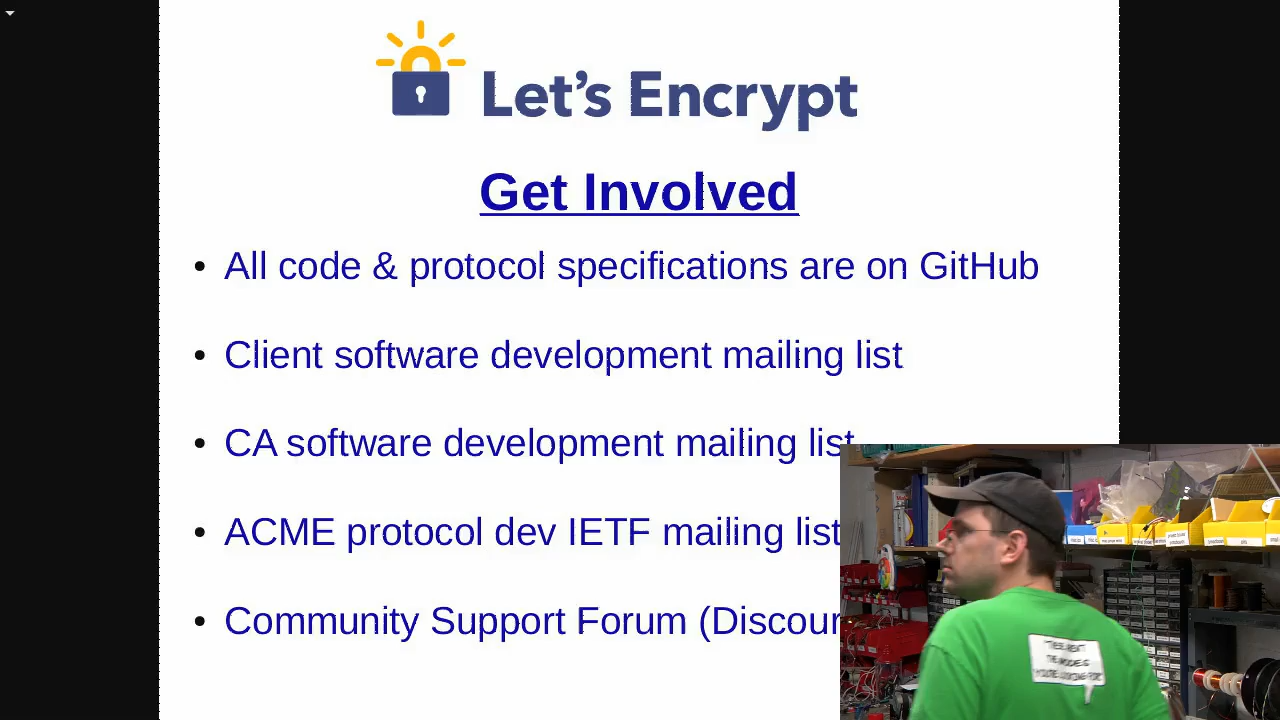 Let's Encrypt
Get Involved
• All code & protocol specifications are on GitHub
• Client software development mailing list
• CA software development mailing list
• ACME protocol dev IETF mailing list
• Community Support Forum (Discour